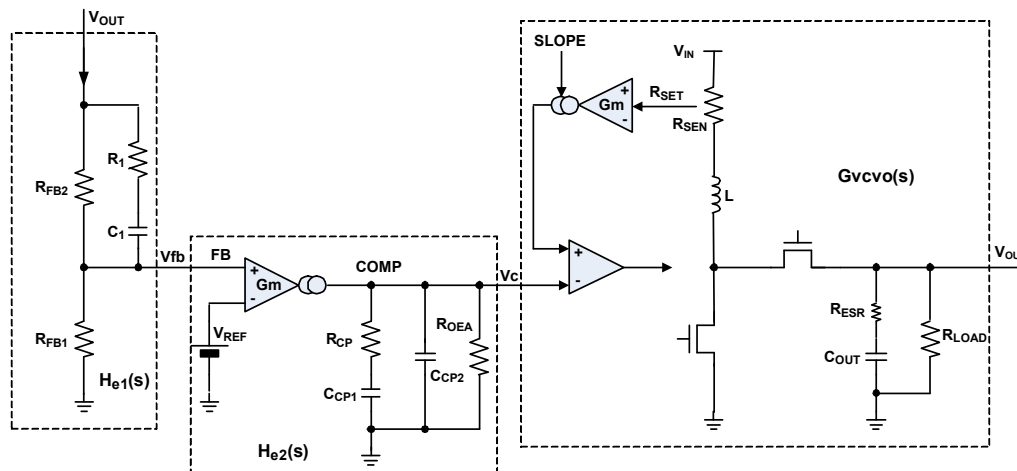 VOUT
R1
RFB2
C1
RFB1
He1(s)
Vfb
FB
+
Gm
-
VREF
COMP
RCP
CCP1
CCP2
ROEA
He2(s)
Vc
SLOPE
+
Gm
-
RSET
VIN
RSEN
L
+
-
Gvcvo(s)
VOU
RESR
COUT
RLOAD